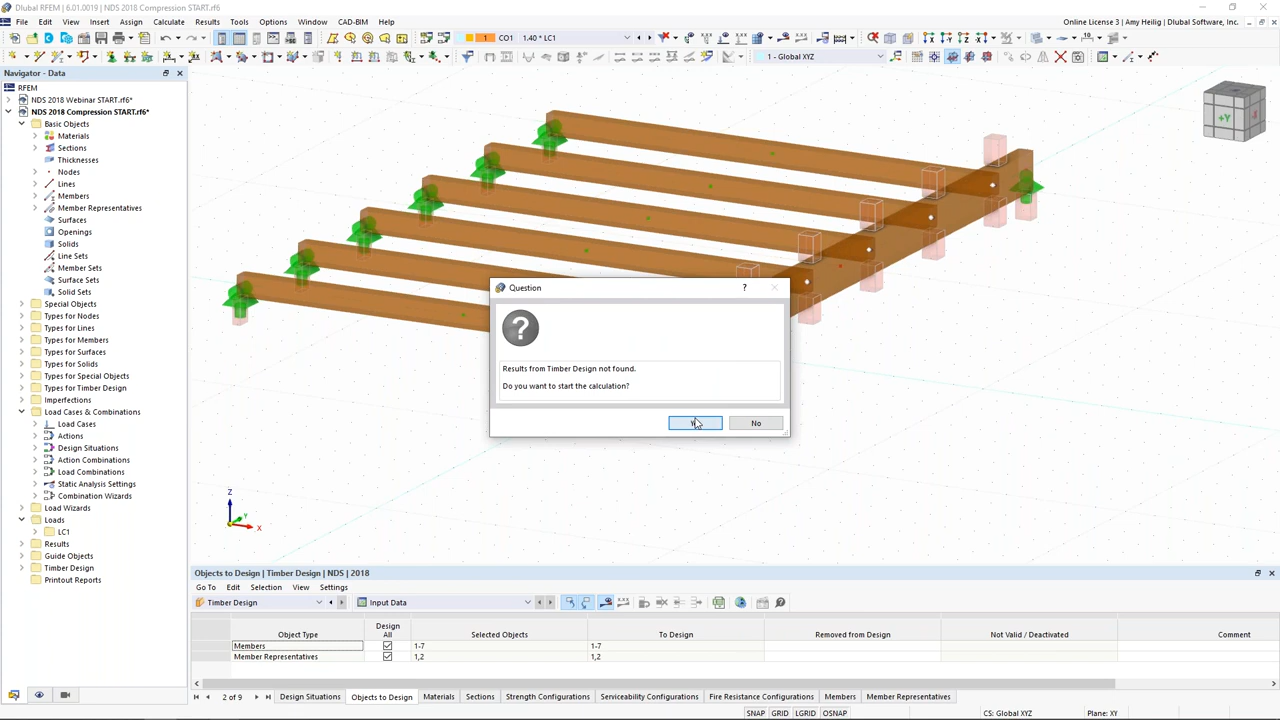 Dlubal RFEM | 6.01.0019 | NDS 2018 Compression START.rf6*
File Edit View Insert Assign Calculate Results Tools Options Window CAD-BIM Help
Online License 3 | Amy Heilig | Dlubal Software, Inc.
1 CO1 1.40 * LC1
1 - Global XYZ
Navigator - Data
RFEM
NDS 2018 Webinar START.rf6*
NDS 2018 Compression START.rf6*
Basic Objects
Materials
Sections
Thicknesses
Nodes
Lines
Members
Member Representatives
Surfaces
Openings
Solids
Line Sets
Member Sets
Surface Sets
Solid Sets
Special Objects
Types for Nodes
Types for Lines
Types for Members
Types for Surfaces
Types for Solids
Types for Special Objects
Types for Timber Design
Imperfections
Load Cases & Combinations
Load Cases
Actions
Design Situations
Action Combinations
Load Combinations
Static Analysis Settings
Combination Wizards
Load Wizards
Loads
LC1
Results
Guide Objects
Timber Design
Printout Reports
+Y
Question
?
Results from Timber Design not found.
Do you want to start the calculation?
No
Z
Y
X
Objects to Design | Timber Design | NDS | 2018
Go To Edit Selection View Settings
Timber Design Input Data
Object Type Design All Selected Objects To Design Removed from Design Not Valid / Deactivated Comment
Members 1-7 1-7
Member Representatives 1,2 1,2
2 of 9 Design Situations Objects to Design Materials Sections Strength Configurations Serviceability Configurations Fire Resistance Configurations Members Member Representatives
SNAP GRID LGRID OSNAP CS: Global XYZ Plane: XY